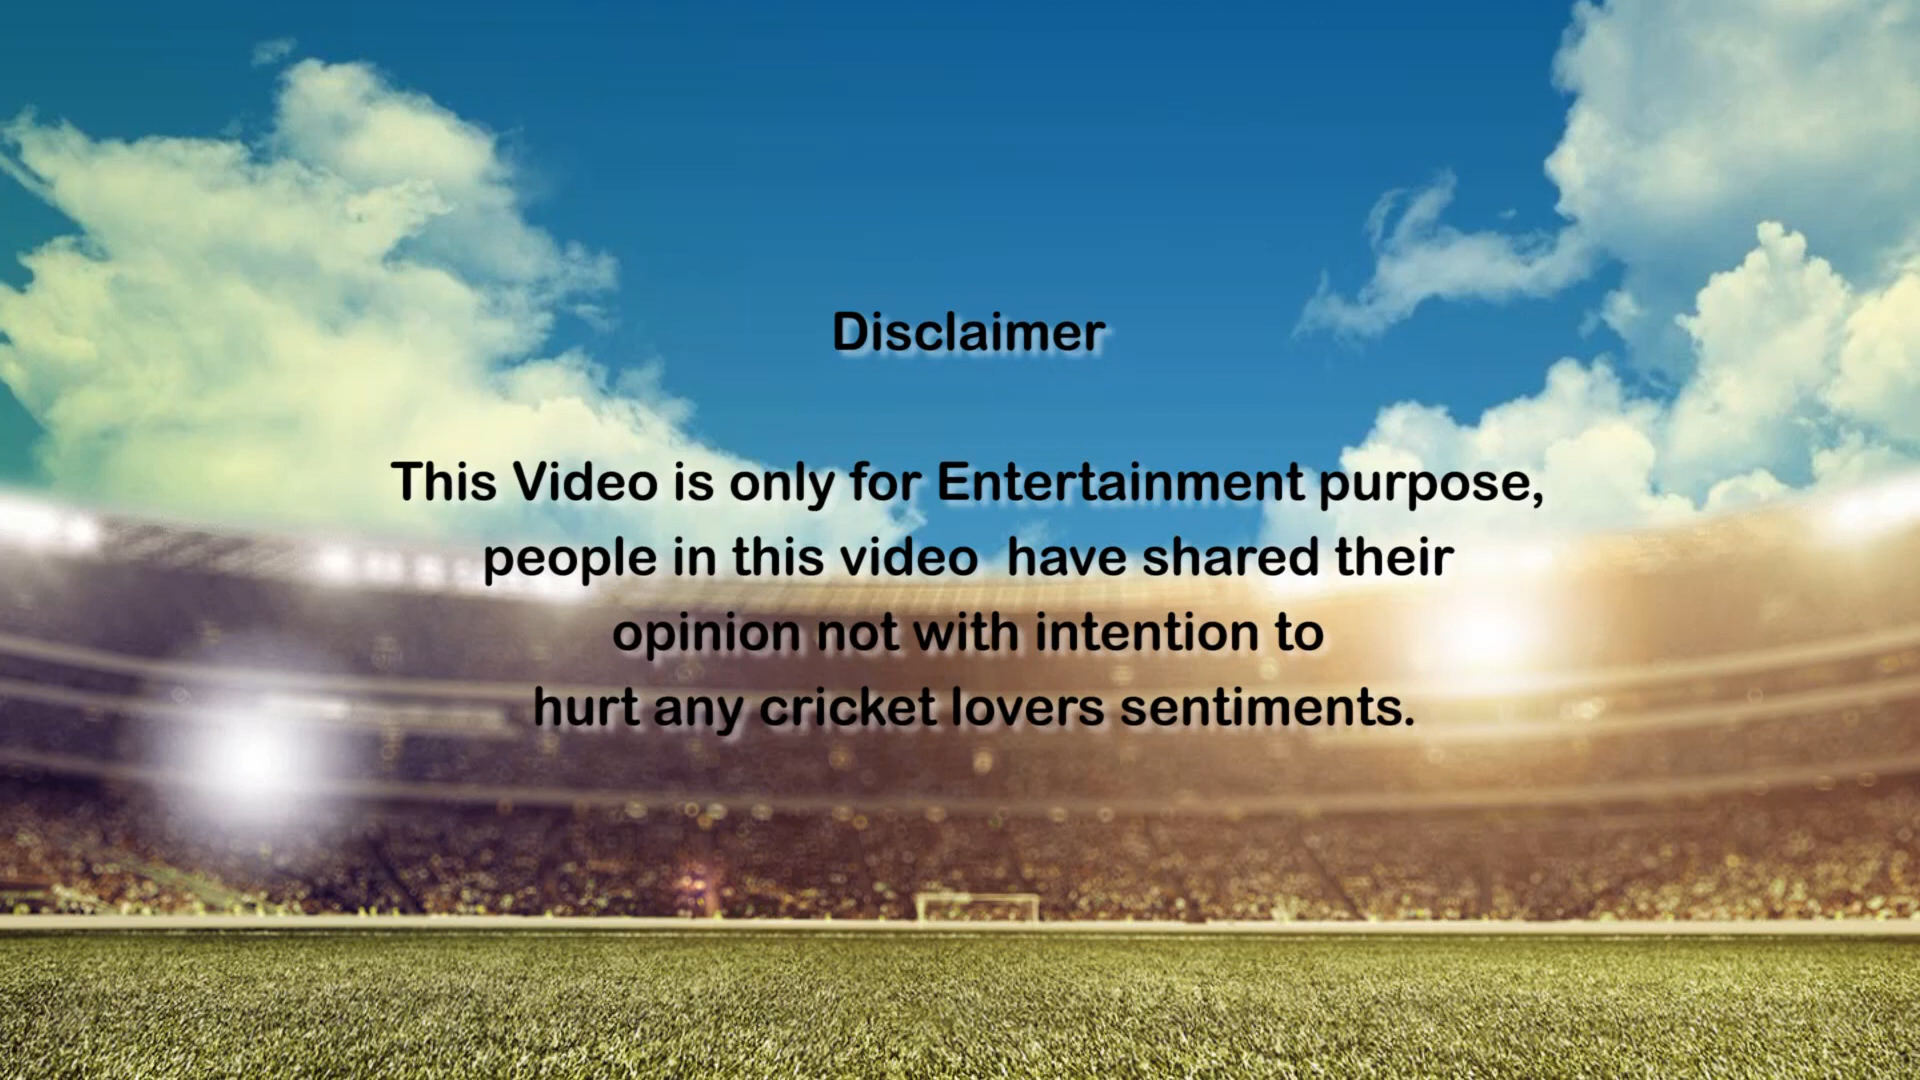 Disclaimer
This Video is only for Entertainment purpose,
people in this video  have shared their
opinion not with intention to
hurt any cricket lovers sentiments.